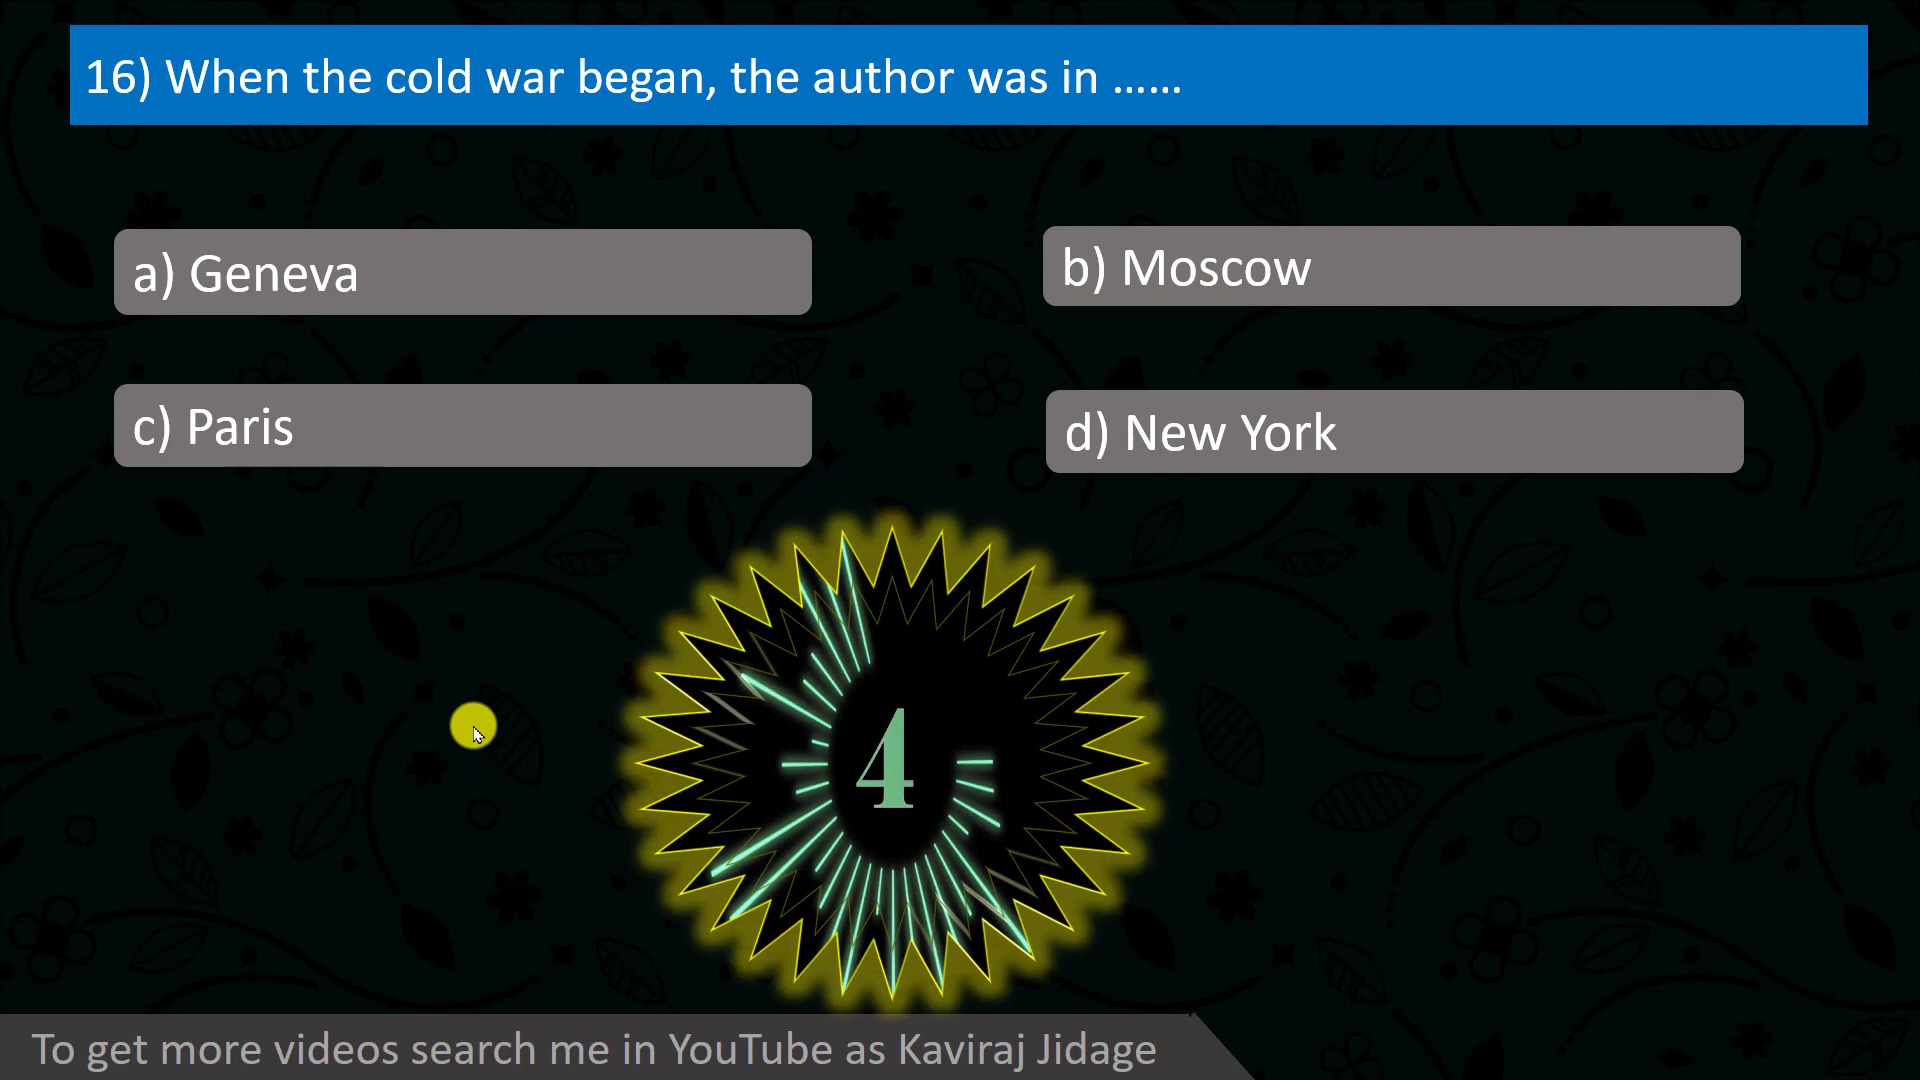 16) When the cold war began, the author was in ......
a) Geneva
b) Moscow
c) Paris
d) New York
4
To get more videos search me in YouTube as Kaviraj Jidage